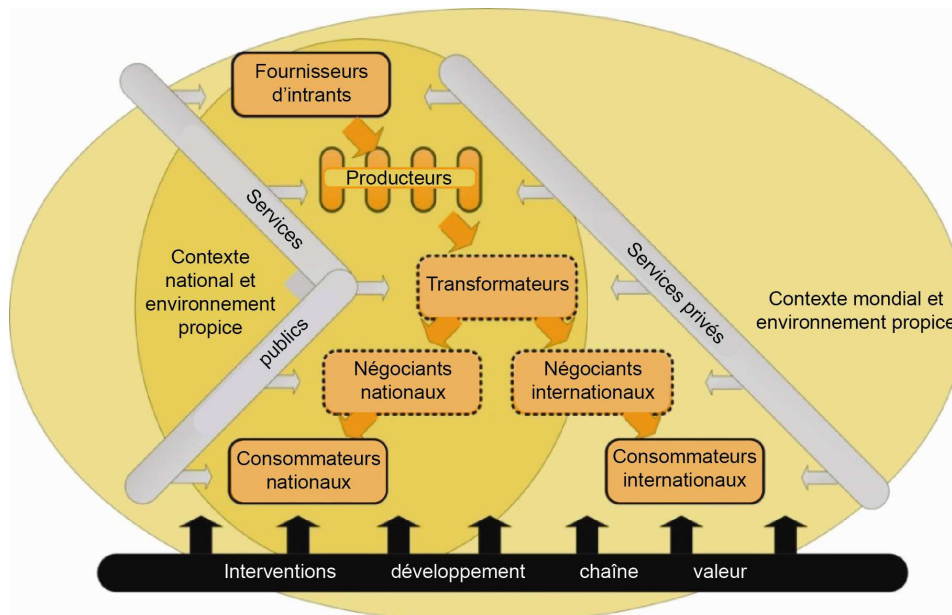 Fournisseurs
d'intrants
Producteurs
Services
publics
Services privés
Contexte
national et
environnement
propice
Transformateurs
Contexte mondial et
environnement propice
Négociants
nationaux
Négociants
internationaux
Consommateurs
nationaux
Consommateurs
internationaux
Interventions développement chaîne valeur